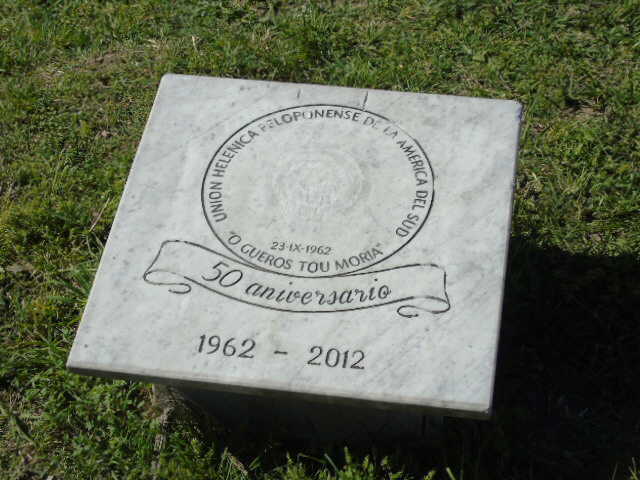 UNION HELENICA PELOPONENSE DE LA AMERICA DEL SUD
23-IX-1962
"O GUEROS TOU MORIA"
50 aniversario
1962 - 2012